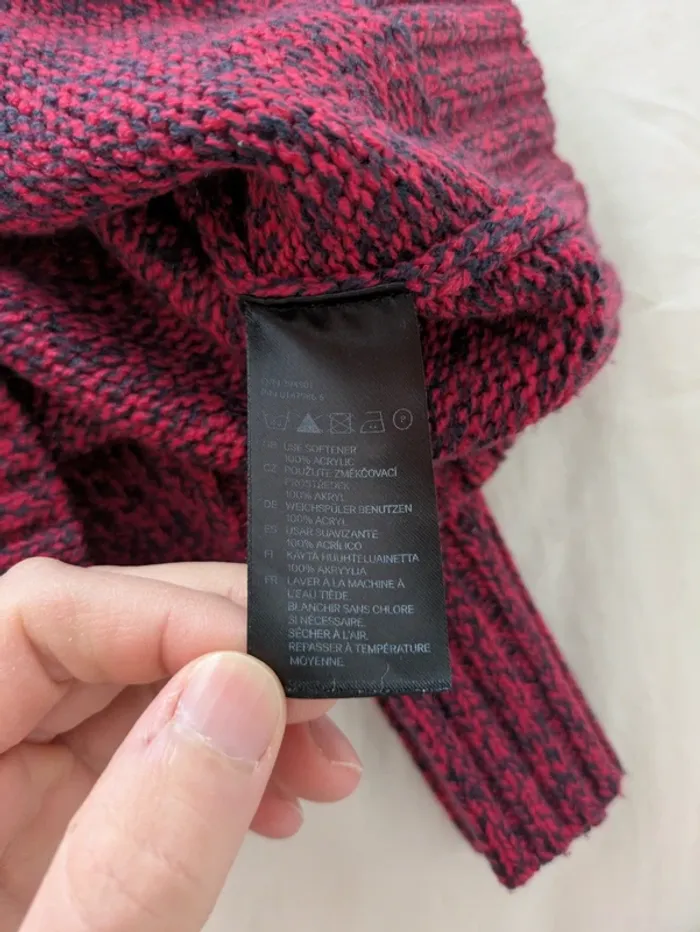 GB USE SOFTENER
100% ACRYLIC
CZ POUŽIJTE ZMĚKČOVACÍ
PROSTŘEDEK
100% AKRYL
DE WEICHSPÜLER BENUTZEN
100% ACRYL
ES USAR SUAVIZANTE
100% ACRÍLICO
FI KÄYTÄ HUUHTELUAINETTA
100% AKRYYLIA
FR LAVER À LA MACHINE À
L'EAU TIÈDE.
BLANCHIR SANS CHLORE
SI NÉCESSAIRE.
SÉCHER À L'AIR.
REPASSER À TEMPÉRATURE
MOYENNE.